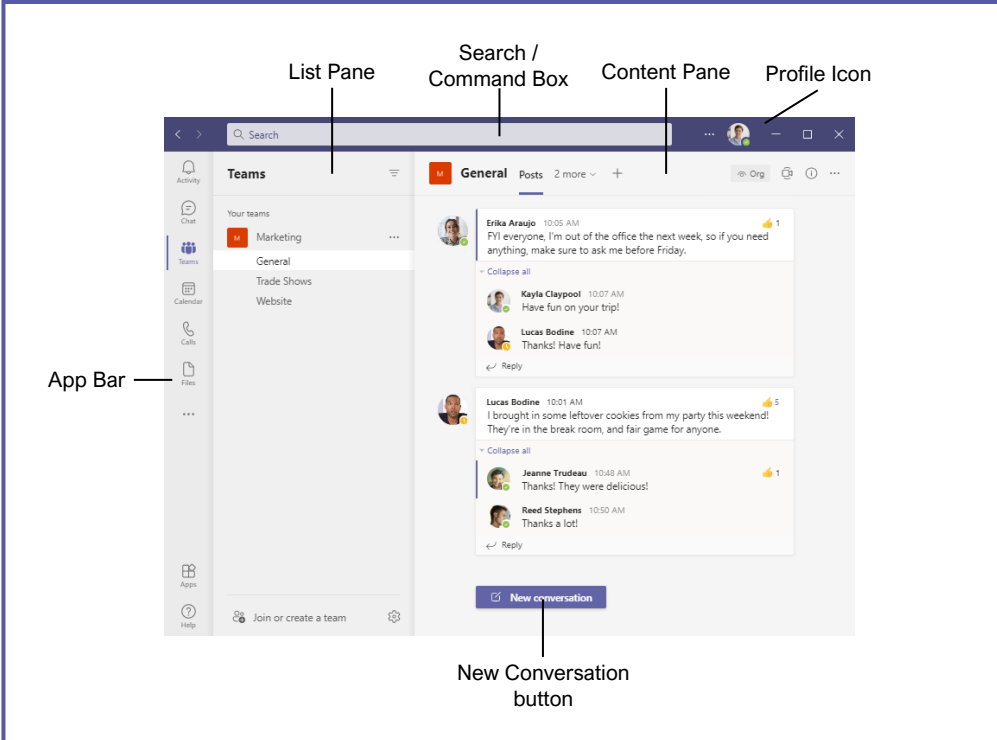 Search /
Command Box
List Pane
Content Pane
Profile Icon
Search
Activity
Chat
Teams
Calendar
Calls
Files
App Bar
Apps
Help
Teams
Your teams
M Marketing
General
Trade Shows
Website
Join or create a team
M General Posts 2 more +
Org
Erika Araujo 10:05 AM 👍 1
FYI everyone, I'm out of the office the next week, so if you need
anything, make sure to ask me before Friday.
Collapse all
Kayla Claypool 10:07 AM
Have fun on your trip!
Lucas Bodine 10:07 AM
Thanks! Have fun!
Reply
Lucas Bodine 10:01 AM 👍 5
I brought in some leftover cookies from my party this weekend!
They're in the break room, and fair game for anyone.
Collapse all
Jeanne Trudeau 10:48 AM 👍 1
Thanks! They were delicious!
Reed Stephens 10:50 AM
Thanks a lot!
Reply
New conversation
New Conversation
button